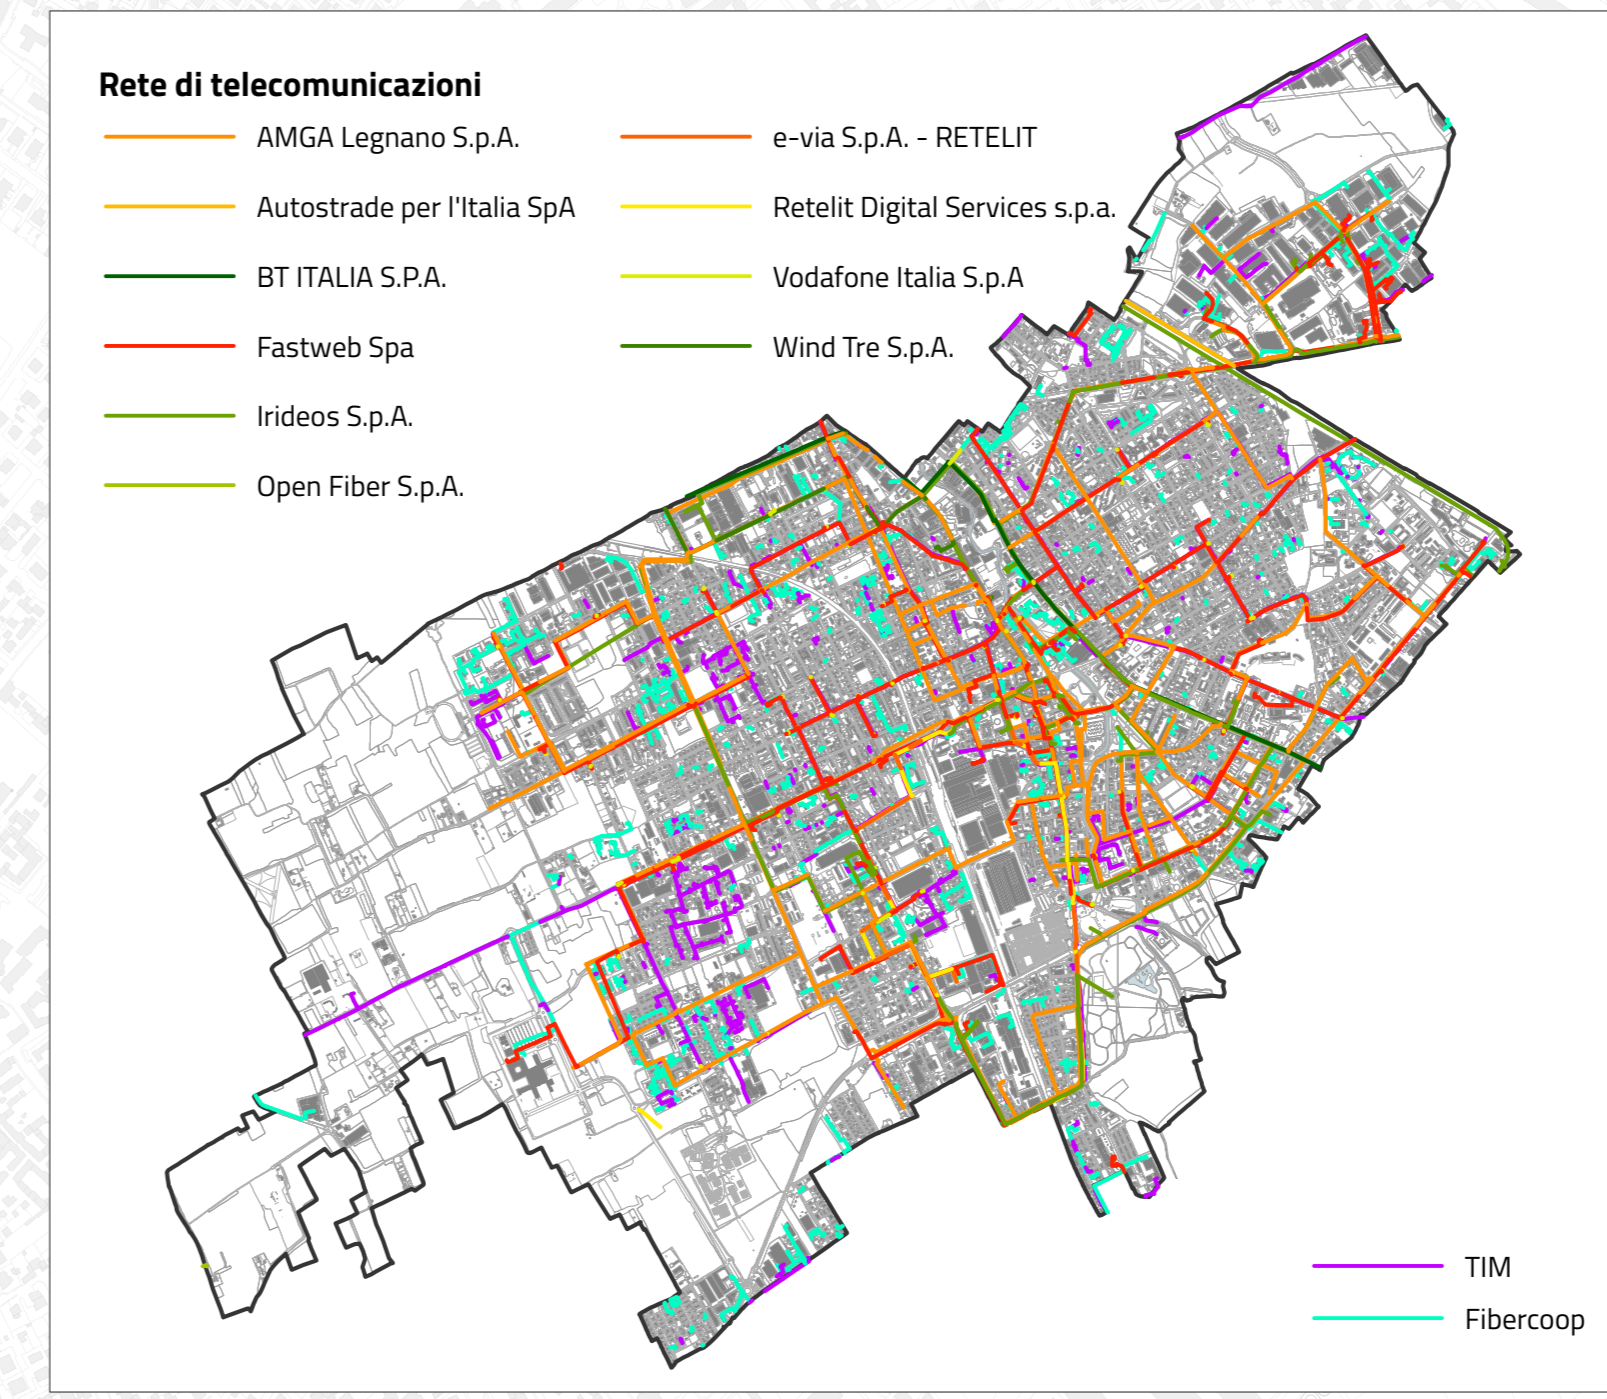 Rete di telecomunicazioni
AMGA Legnano S.p.A.
Autostrade per l'Italia SpA
BT ITALIA S.P.A.
Fastweb Spa
Irideos S.p.A.
Open Fiber S.p.A.
e-via S.p.A. - RETELIT
Retelit Digital Services s.p.a.
Vodafone Italia S.p.A
Wind Tre S.p.A.
TIM
Fibercoop